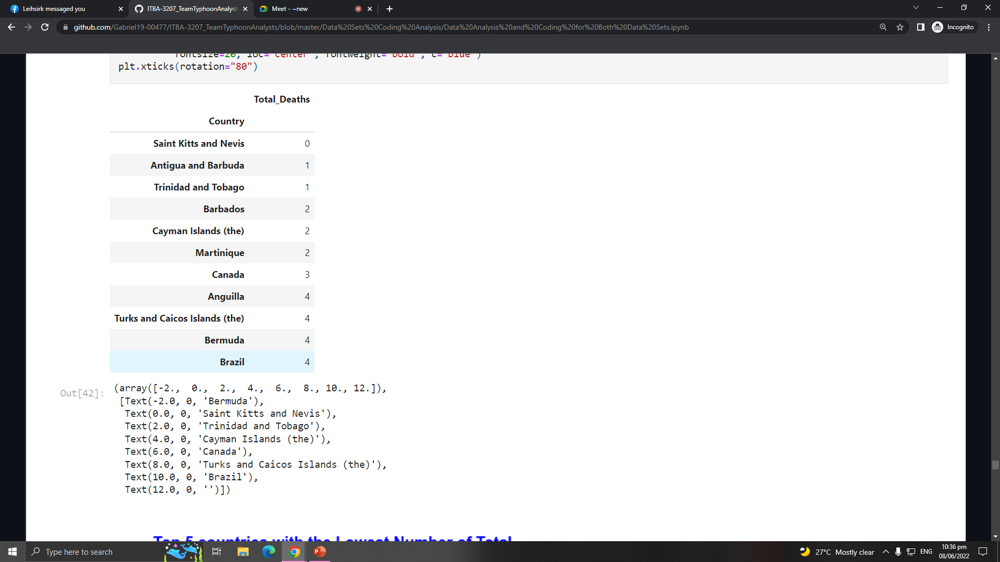 Leihsirk messaged you
ITBA-3207_TeamTyphoonAnalyst
Meet - ~new
github.com/Gabriel19-00477/ITBA-3207_TeamTyphoonAnalysts/blob/master/Data%20Sets%20Coding%20Analysis/Data%20Analysis%20and%20Coding%20for%20Both%20Data%20Sets.ipynb
Incognito
fontsize=20, loc="center", fontweight="bold", c="blue")
plt.xticks(rotation="80")
Total_Deaths
Country
Saint Kitts and Nevis 0
Antigua and Barbuda 1
Trinidad and Tobago 1
Barbados 2
Cayman Islands (the) 2
Martinique 2
Canada 3
Anguilla 4
Turks and Caicos Islands (the) 4
Bermuda 4
Brazil 4
Out[42]: (array([-2., 0., 2., 4., 6., 8., 10., 12.]),
[Text(-2.0, 0, 'Bermuda'),
Text(0.0, 0, 'Saint Kitts and Nevis'),
Text(2.0, 0, 'Trinidad and Tobago'),
Text(4.0, 0, 'Cayman Islands (the)'),
Text(6.0, 0, 'Canada'),
Text(8.0, 0, 'Turks and Caicos Islands (the)'),
Text(10.0, 0, 'Brazil'),
Text(12.0, 0, '')])
Top 5 countries with the Lowest Number of Total
Type here to search
27°C Mostly clear
ENG
10:36 pm
08/06/2022